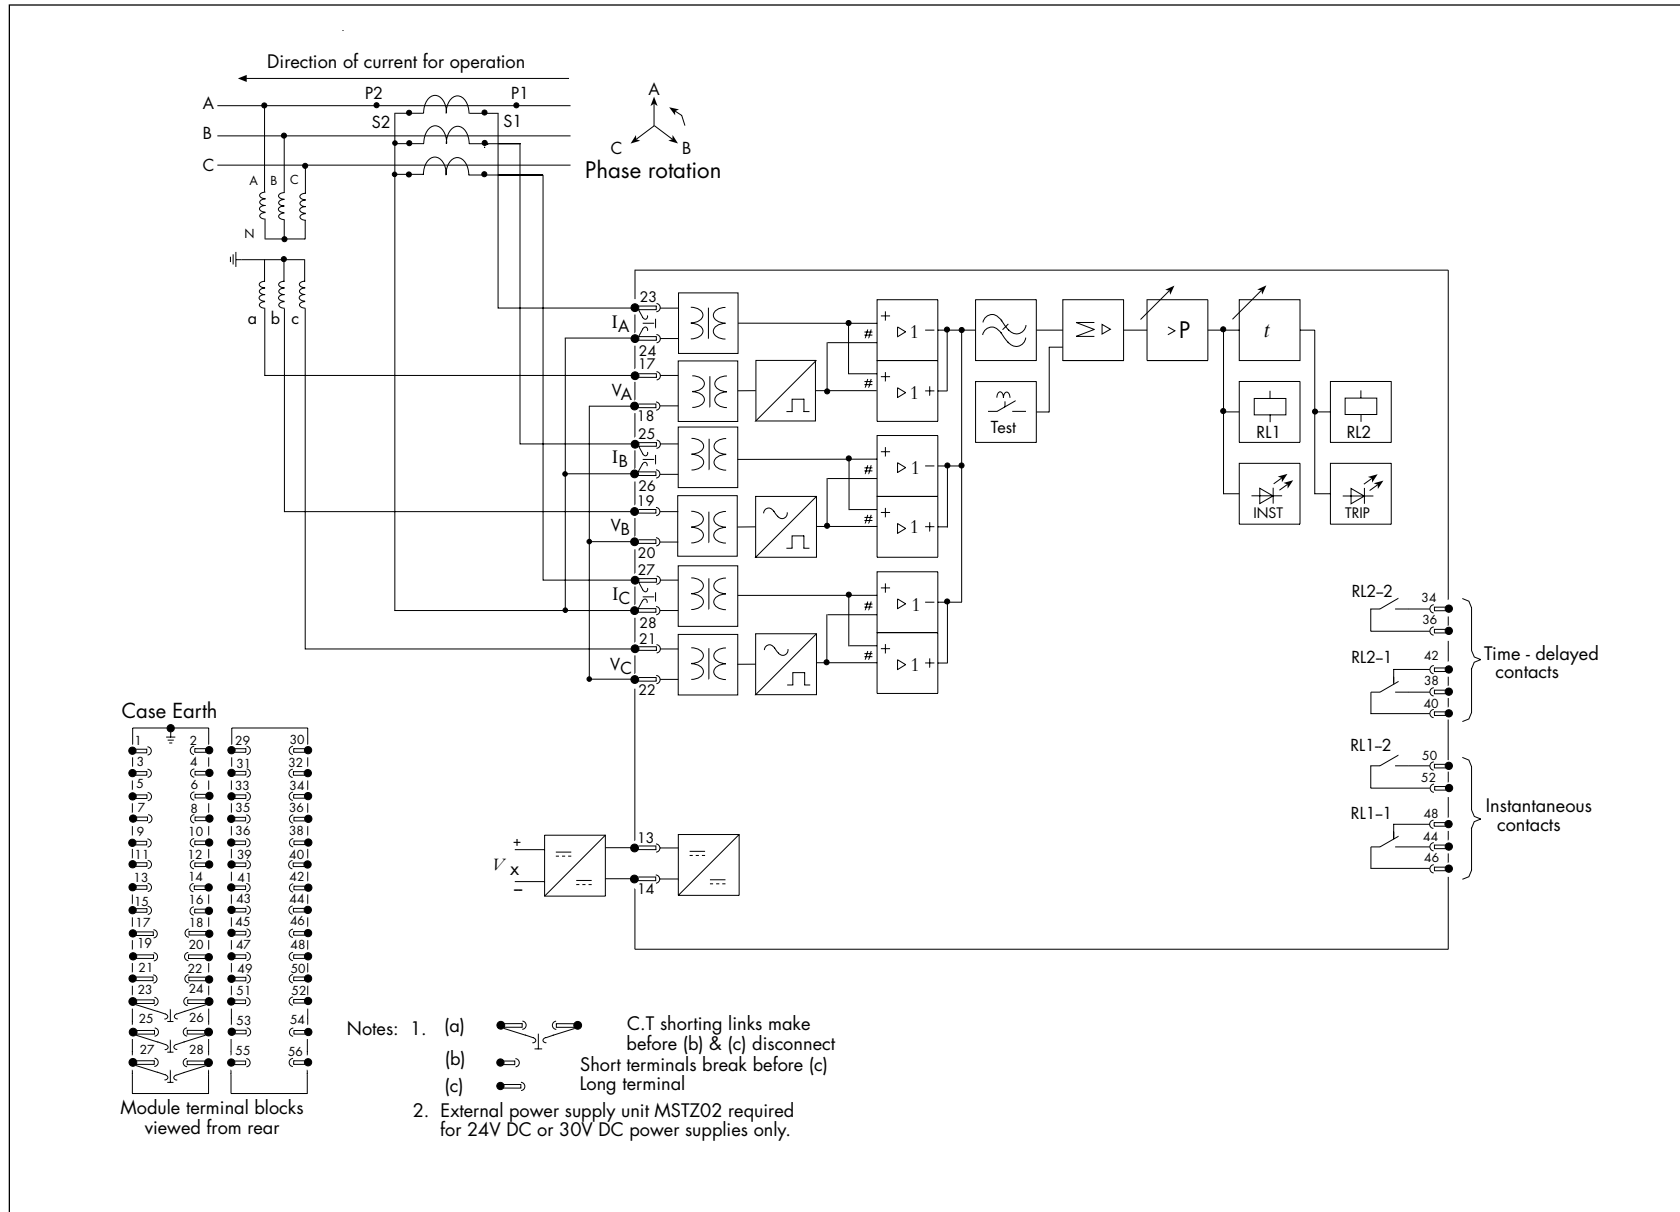 Direction of current for operation
A
P2
P1
S2
S1
B
C
A
C
B
Phase rotation
A
B
C
N
a
b
c
23
IA
24
17
VA
18
25
IB
26
19
VB
20
27
IC
28
21
VC
22
+
▷1 −
#
+
▷1 +
#
+
▷1 −
#
+
▷1 +
#
+
▷1 −
#
+
▷1 +
#
Σ ▷
>P
t
Test
RL1
RL2
INST
TRIP
RL2–2
34
36
RL2–1
42
38
40
Time - delayed
contacts
RL1–2
50
52
RL1–1
48
44
46
Instantaneous
contacts
+
Vx
−
13
14
Case Earth
1 2 29 30
3 4 31 32
5 6 33 34
7 8 35 36
9 10 36 38
11 12 39 40
13 14 41 42
15 16 43 44
17 18 45 46
19 20 47 48
21 22 49 50
23 24 51 52
25 26 53 54
27 28 55 56
Module terminal blocks
viewed from rear
Notes: 1. (a) C.T shorting links make
before (b) & (c) disconnect
(b) Short terminals break before (c)
(c) Long terminal
2. External power supply unit MSTZ02 required
for 24V DC or 30V DC power supplies only.